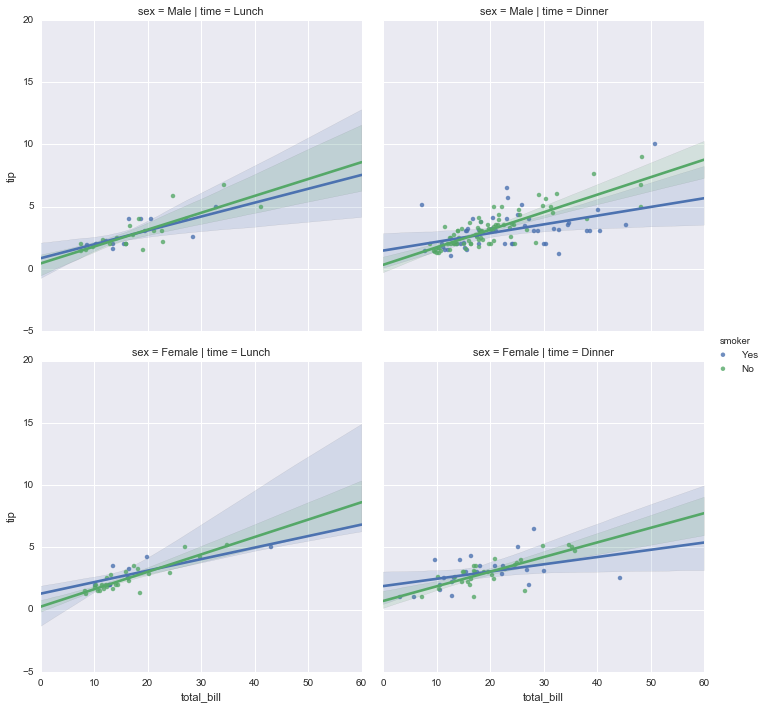 sex = Male | time = Lunch
sex = Male | time = Dinner
20
15
10
5
0
−5
tip
sex = Female | time = Lunch
sex = Female | time = Dinner
20
15
10
5
0
−5
tip
0 10 20 30 40 50 60
total_bill
0 10 20 30 40 50 60
total_bill
smoker
Yes
No